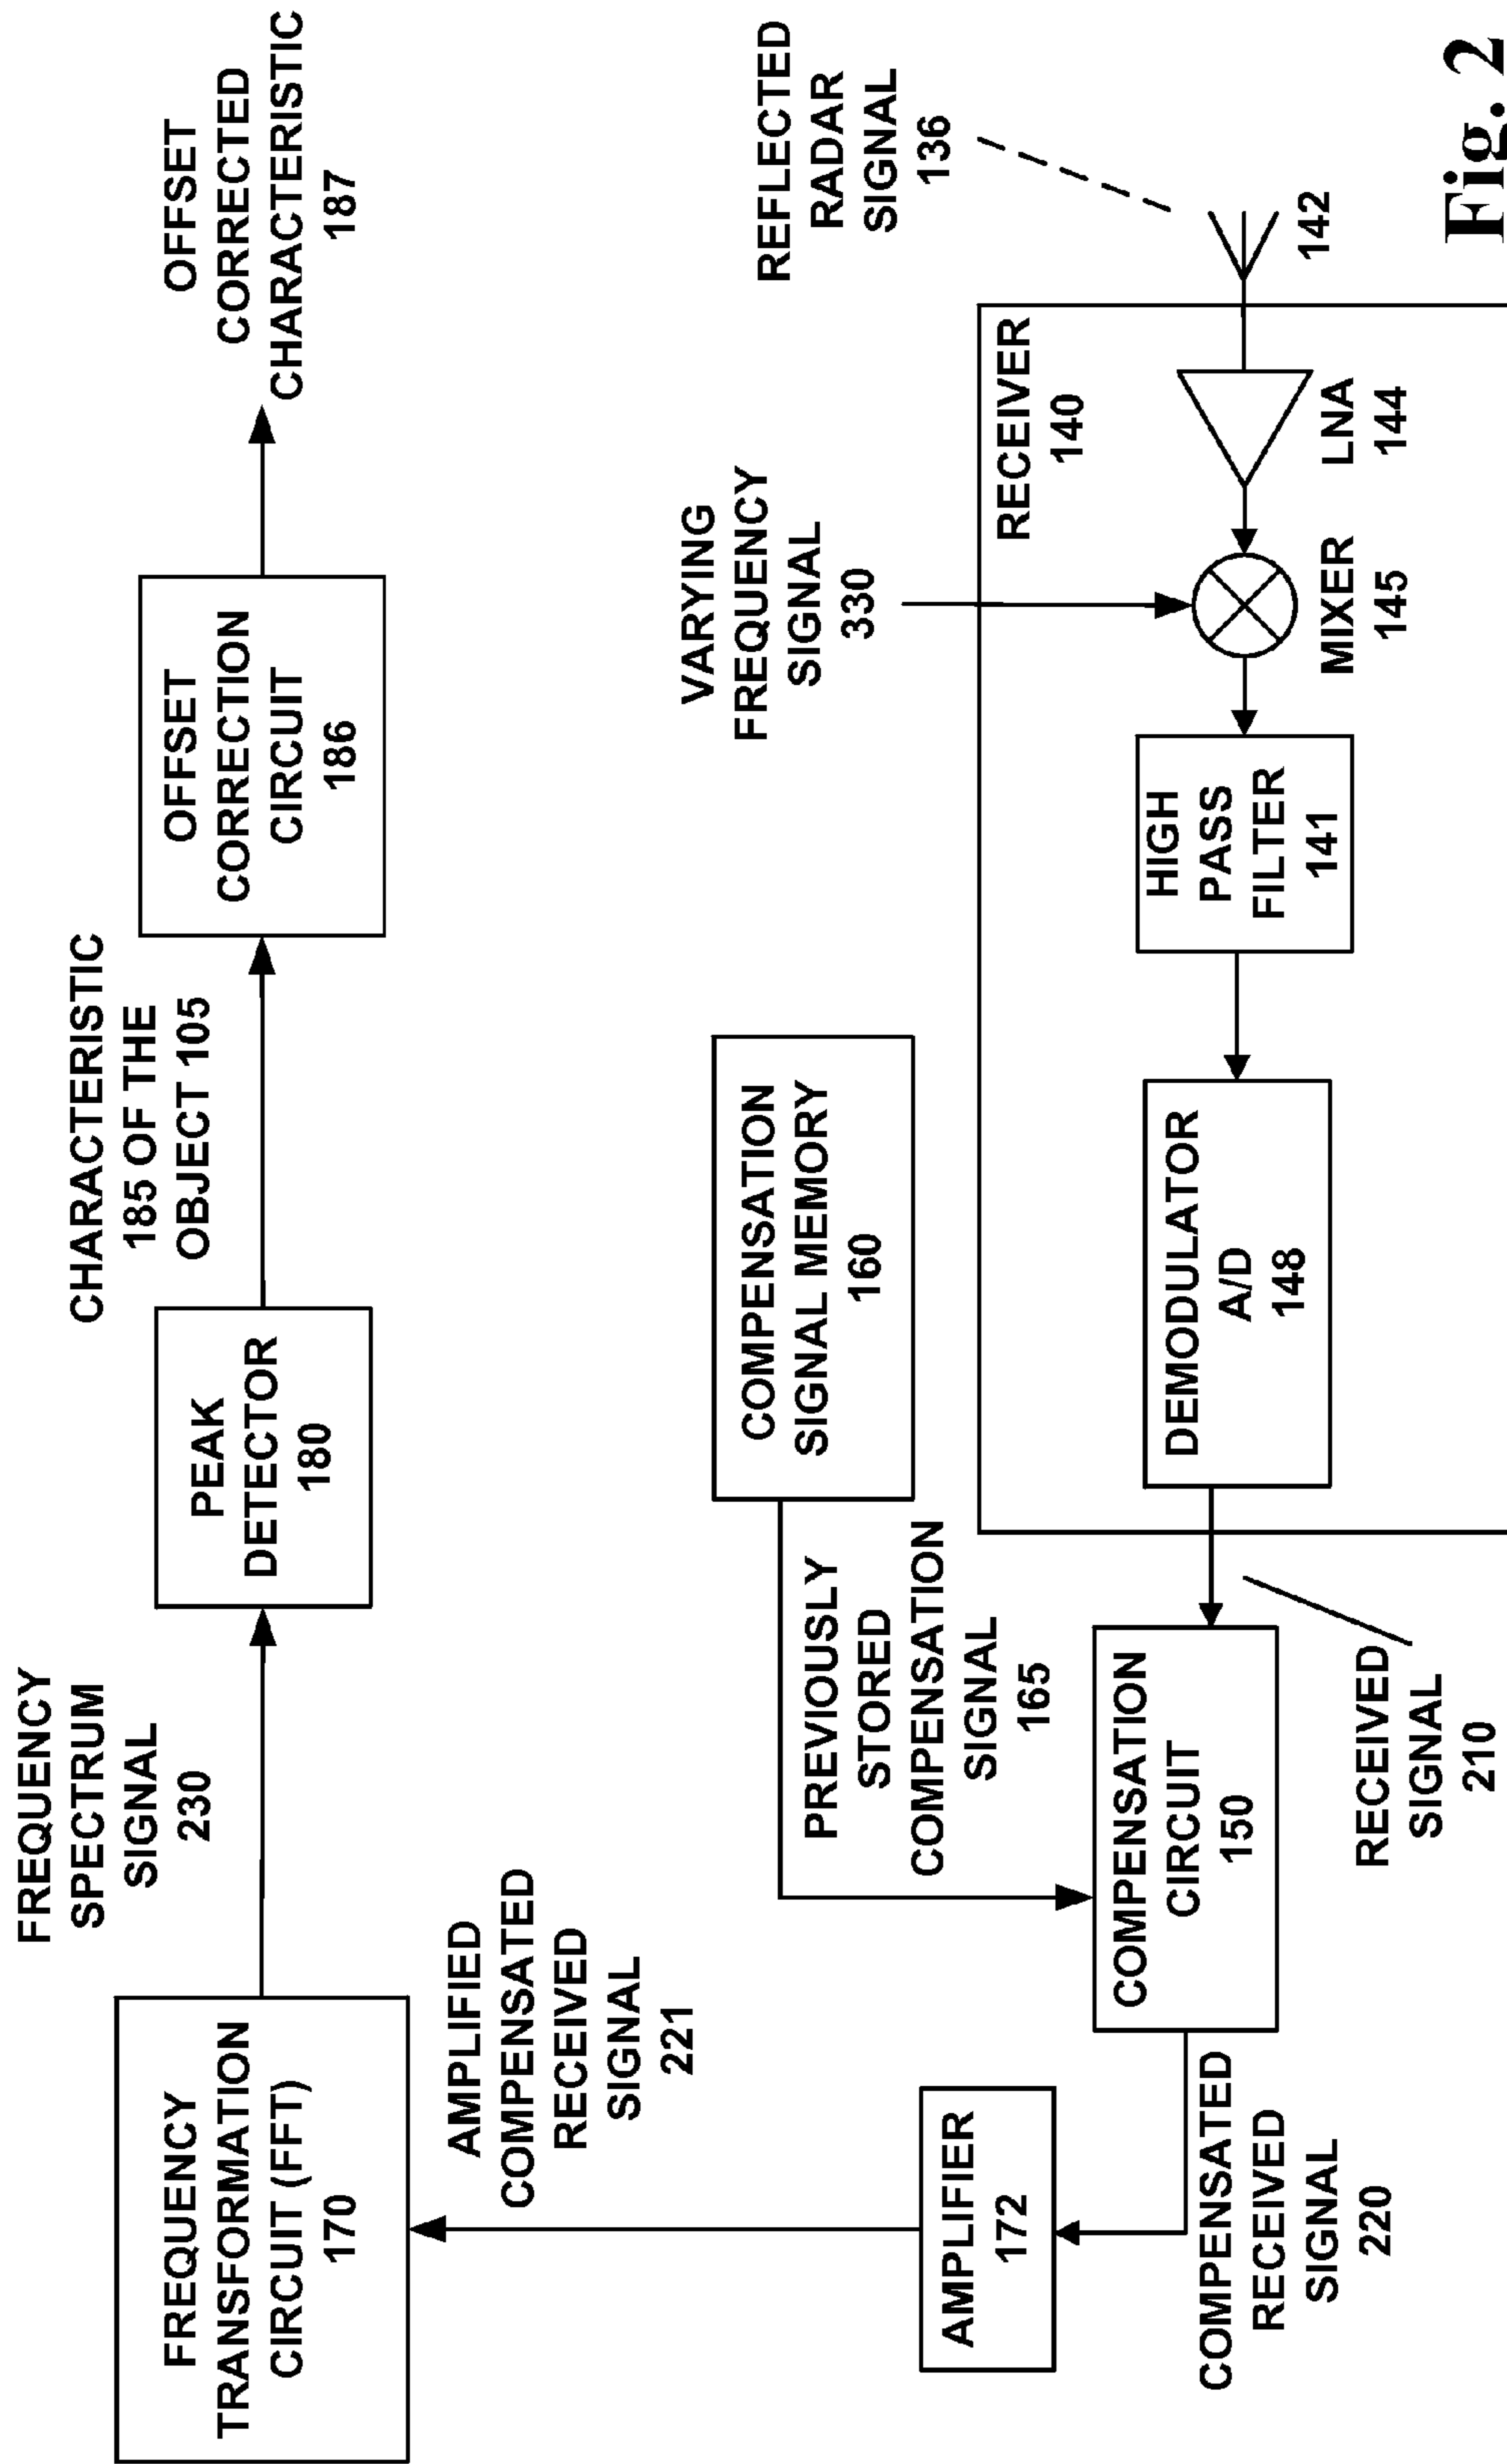 FREQUENCY
TRANSFORMATION
CIRCUIT (FFT)
170
FREQUENCY
SPECTRUM
SIGNAL
230
PEAK
DETECTOR
180
CHARACTERISTIC
185 OF THE
OBJECT 105
OFFSET
CORRECTION
CIRCUIT
186
OFFSET
CORRECTED
CHARACTERISTIC
187
AMPLIFIED
COMPENSATED
RECEIVED
SIGNAL
221
AMPLIFIER
172
COMPENSATED
RECEIVED
SIGNAL
220
COMPENSATION
CIRCUIT
150
PREVIOUSLY
STORED
COMPENSATION
SIGNAL
165
COMPENSATION
SIGNAL MEMORY
160
RECEIVED
SIGNAL
210
DEMODULATOR
A/D
148
HIGH
PASS
FILTER
141
VARYING
FREQUENCY
SIGNAL
330
MIXER
145
RECEIVER
140
LNA
144
REFLECTED
RADAR
SIGNAL
136
142
Fig. 2